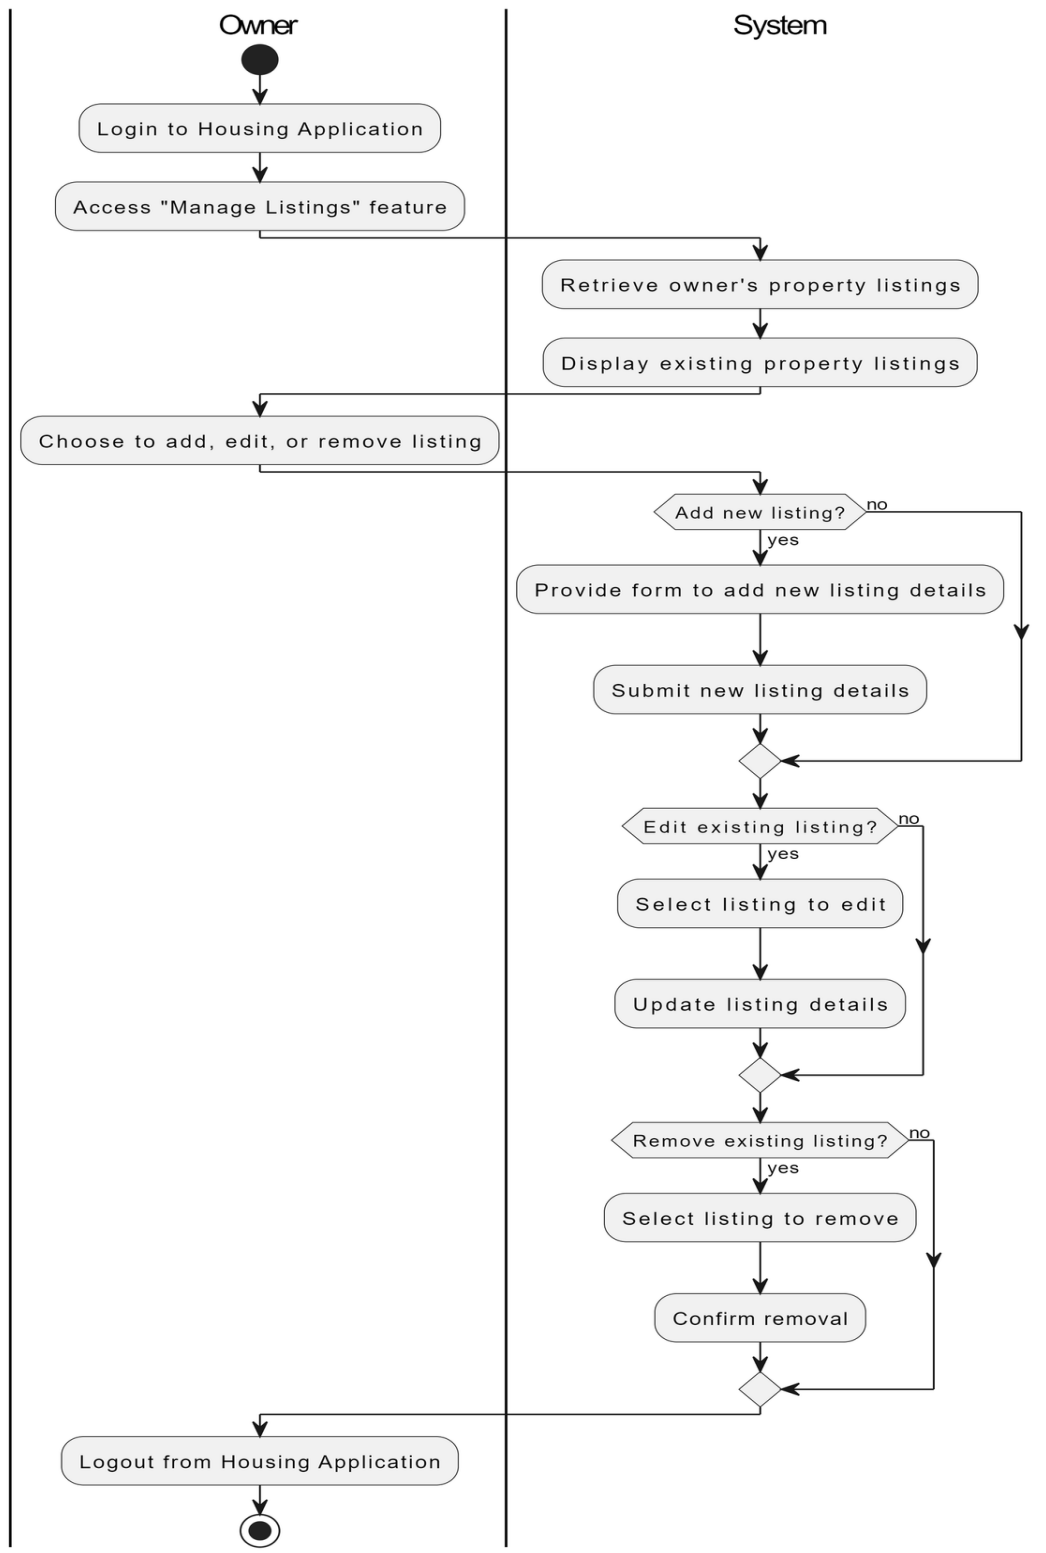 Owner
System
Login to Housing Application
Access "Manage Listings" feature
Retrieve owner's property listings
Display existing property listings
Choose to add, edit, or remove listing
Add new listing?
no
yes
Provide form to add new listing details
Submit new listing details
Edit existing listing?
no
yes
Select listing to edit
Update listing details
Remove existing listing?
no
yes
Select listing to remove
Confirm removal
Logout from Housing Application